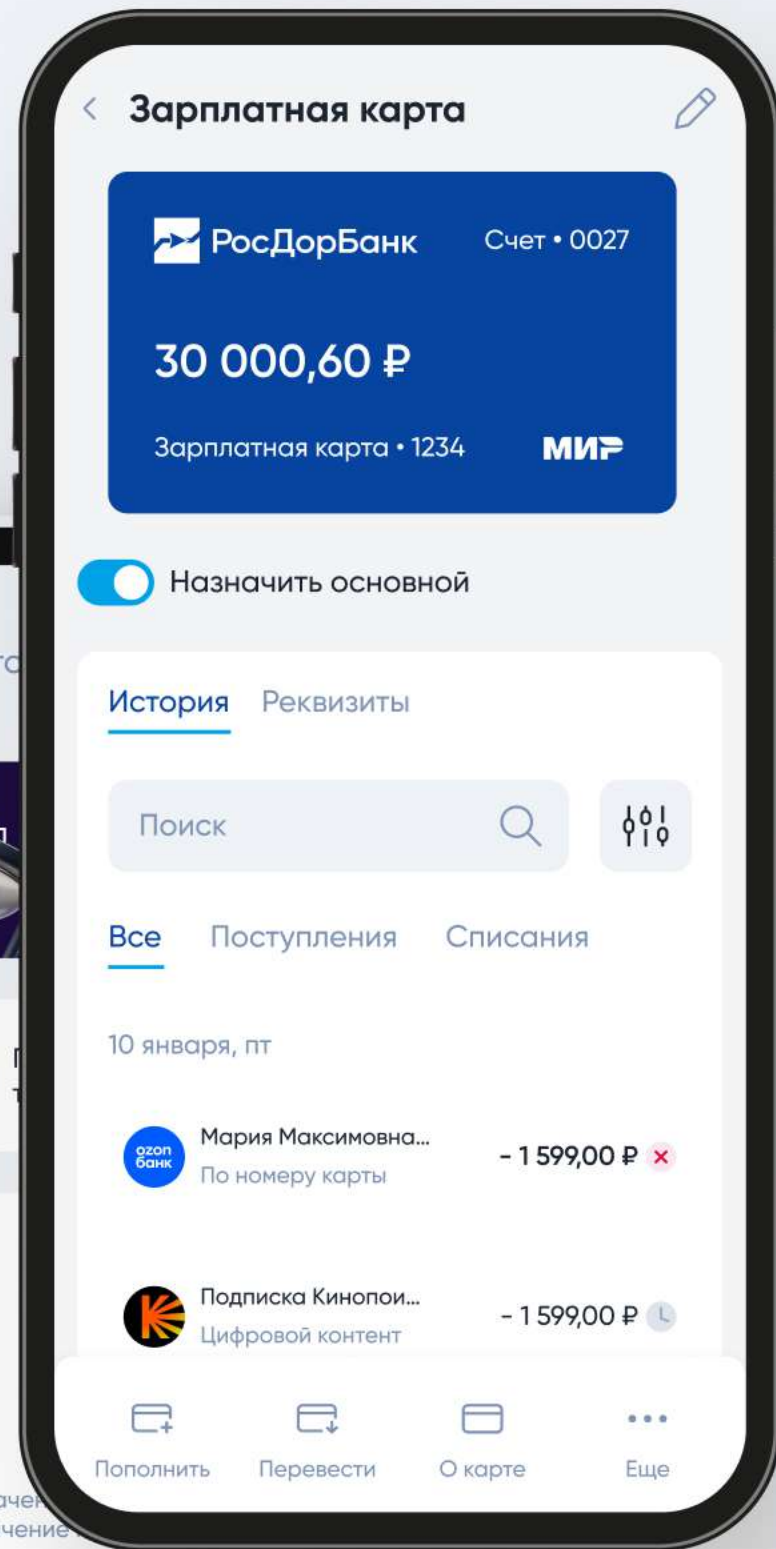 Зарплатная карта
РосДорБанк
Счет • 0027
30 000,60 ₽
Зарплатная карта • 1234
МИР
Назначить основной
История Реквизиты
Поиск
Все Поступления Списания
10 января, пт
ozon
банк
Мария Максимовна...
- 1 599,00 ₽
По номеру карты
Подписка Кинопои...
- 1 599,00 ₽
Цифровой контент
Пополнить Перевести О карте Еще